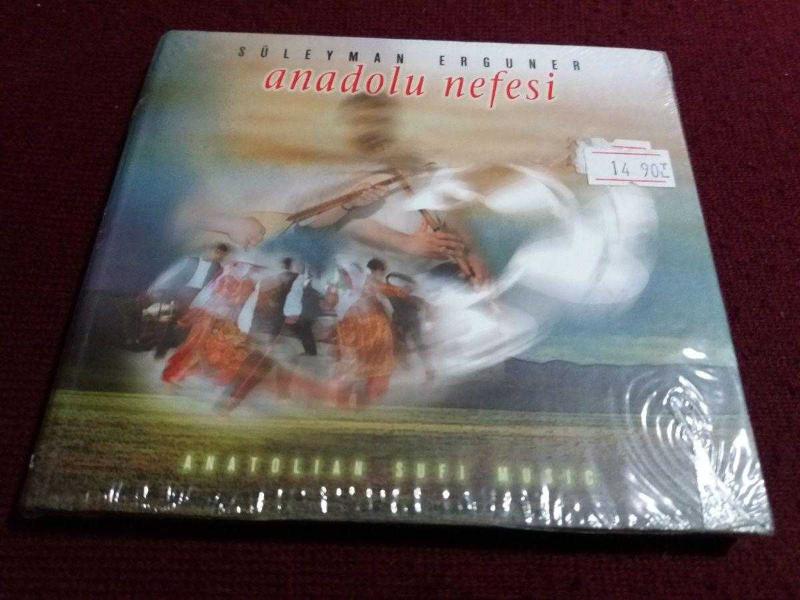 SÜLEYMAN ERGUNER
anadolu nefesi
14 90₺
ANATOLIAN SUFI MUSIC